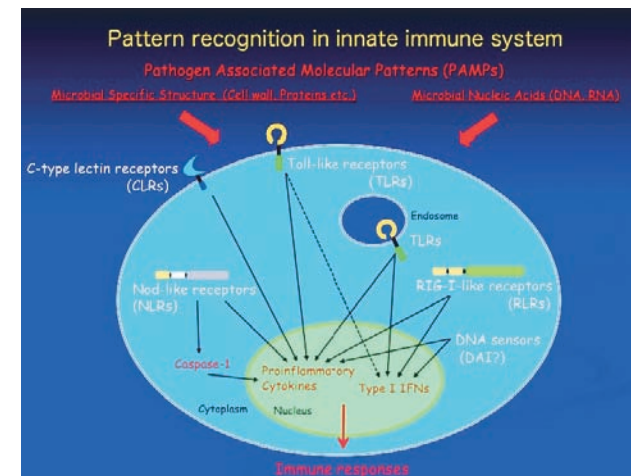 Pattern recognition in innate immune system
Pathogen Associated Molecular Patterns (PAMPs)
Microbial Specific Structure (Cell wall, Proteins etc.)
Microbial Nucleic Acids (DNA, RNA)
C-type lectin receptors
(CLRs)
Toll-like receptors
(TLRs)
Endosome
TLRs
Nod-like receptors
(NLRs)
RIG-I-like receptors
(RLRs)
DNA sensors
(DAI?)
Caspase-1
Proinflammatory
Cytokines
Type I IFNs
Cytoplasm
Nucleus
Immune responses